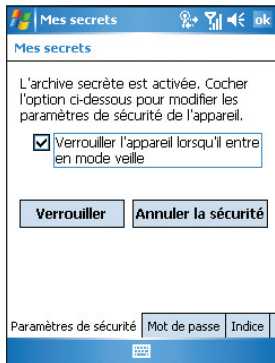 Mes secrets
ok
Mes secrets
L'archive secrète est activée. Cocher
l'option ci-dessous pour modifier les
paramètres de sécurité de l'appareil.
Verrouiller l'appareil lorsqu'il entre
en mode veille
Verrouiller
Annuler la sécurité
Paramètres de sécurité
Mot de passe
Indice